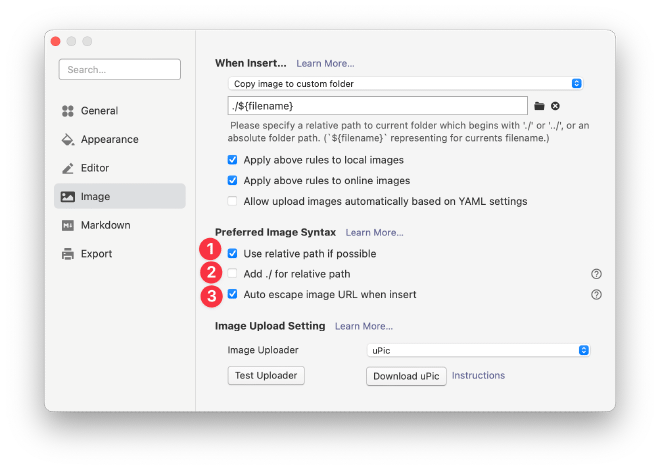 Search...
General
Appearance
Editor
Image
Markdown
Export
When Insert... Learn More...
Copy image to custom folder
./${filename}
Please specify a relative path to current folder which begins with './' or '../', or an
absolute folder path. (`${filename}` representing for currents filename.)
Apply above rules to local images
Apply above rules to online images
Allow upload images automatically based on YAML settings
Preferred Image Syntax Learn More...
1 Use relative path if possible
2 Add ./ for relative path ?
3 Auto escape image URL when insert ?
Image Upload Setting Learn More...
Image Uploader uPic
Test Uploader Download uPic Instructions